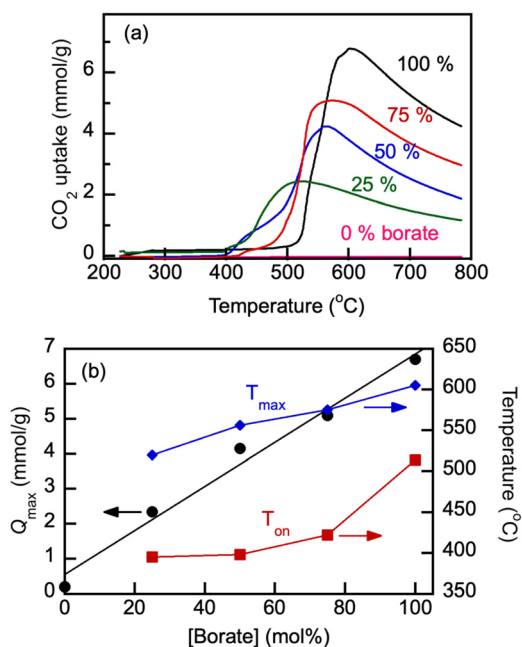 (a)
CO2 uptake (mmol/g)
6
4
2
0
100 %
75 %
50 %
25 %
0 % borate
200 300 400 500 600 700 800
Temperature (°C)
(b)
Qmax (mmol/g)
7
6
5
4
3
2
1
0
Tmax
Ton
650
600
550
500
450
400
350
Temperature (°C)
0 20 40 60 80 100
[Borate] (mol%)